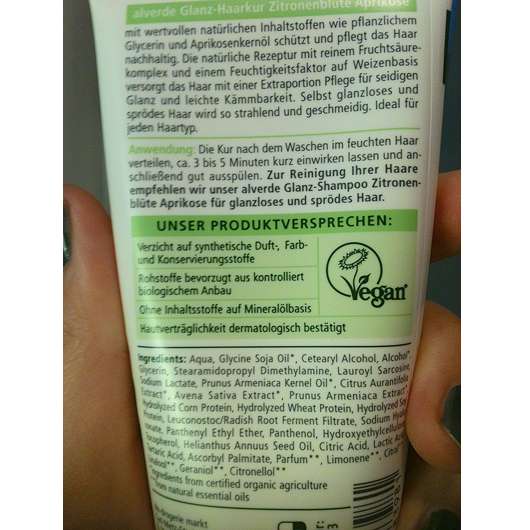 alverde Glanz-Haarkur Zitronenblüte Aprikose
mit wertvollen natürlichen Inhaltsstoffen wie pflanzlichem
Glycerin und Aprikosenkernöl schützt und pflegt das Haar
nachhaltig. Die natürliche Rezeptur mit reinem Fruchtsäure-
komplex und einem Feuchtigkeitsfaktor auf Weizenbasis
versorgt das Haar mit einer Extraportion Pflege für seidigen
Glanz und leichte Kämmbarkeit. Selbst glanzloses und
sprödes Haar wird so strahlend und geschmeidig. Ideal für
jeden Haartyp.
Anwendung: Die Kur nach dem Waschen im feuchten Haar
verteilen, ca. 3 bis 5 Minuten kurz einwirken lassen und an-
schließend gut ausspülen. Zur Reinigung Ihrer Haare
empfehlen wir unser alverde Glanz-Shampoo Zitronen-
blüte Aprikose für glanzloses und sprödes Haar.
UNSER PRODUKTVERSPRECHEN:
Verzicht auf synthetische Duft-, Farb-
und Konservierungsstoffe
Rohstoffe bevorzugt aus kontrolliert
biologischem Anbau
Ohne Inhaltsstoffe auf Mineralölbasis
Hautverträglichkeit dermatologisch bestätigt
Vegan
Ingredients: Aqua, Glycine Soja Oil*, Cetearyl Alcohol, Alcohol*,
Glycerin, Stearamidopropyl Dimethylamine, Lauroyl Sarcosine,
Sodium Lactate, Prunus Armeniaca Kernel Oil*, Citrus Aurantifolia
Extract*, Avena Sativa Extract*, Prunus Armeniaca Extract*,
Hydrolyzed Corn Protein, Hydrolyzed Wheat Protein, Hydrolyzed Soy
Protein, Leuconostoc/Radish Root Ferment Filtrate, Sodium
Panthenyl Ethyl Ether, Panthenol, Hydroxyethylcellulose,
Tocopherol, Helianthus Annuus Seed Oil, Citric Acid, Lactic Acid,
Tartaric Acid, Ascorbyl Palmitate, Parfum**, Limonene**, Citral**,
Linalool**, Geraniol**, Citronellol**
*ingredients from certified organic agriculture
from natural essential oils
dm-drogerie markt